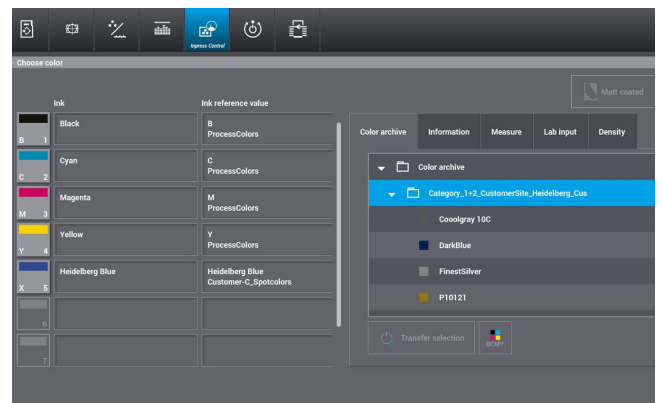 Inpress Control
Choose color
Matt coated
Ink
Ink reference value
B 1
Black
B
ProcessColors
C 2
Cyan
C
ProcessColors
M 3
Magenta
M
ProcessColors
Y 4
Yellow
Y
ProcessColors
X 5
Heidelberg Blue
Heidelberg Blue
Customer-C_Spotcolors
6
7
Color archive
Information
Measure
Lab input
Density
Color archive
Category_1+2_CustomerSite_Heidelberg_Cus
Cooolgray 10C
DarkBlue
FinestSilver
P10121
Transfer selection
BCMY